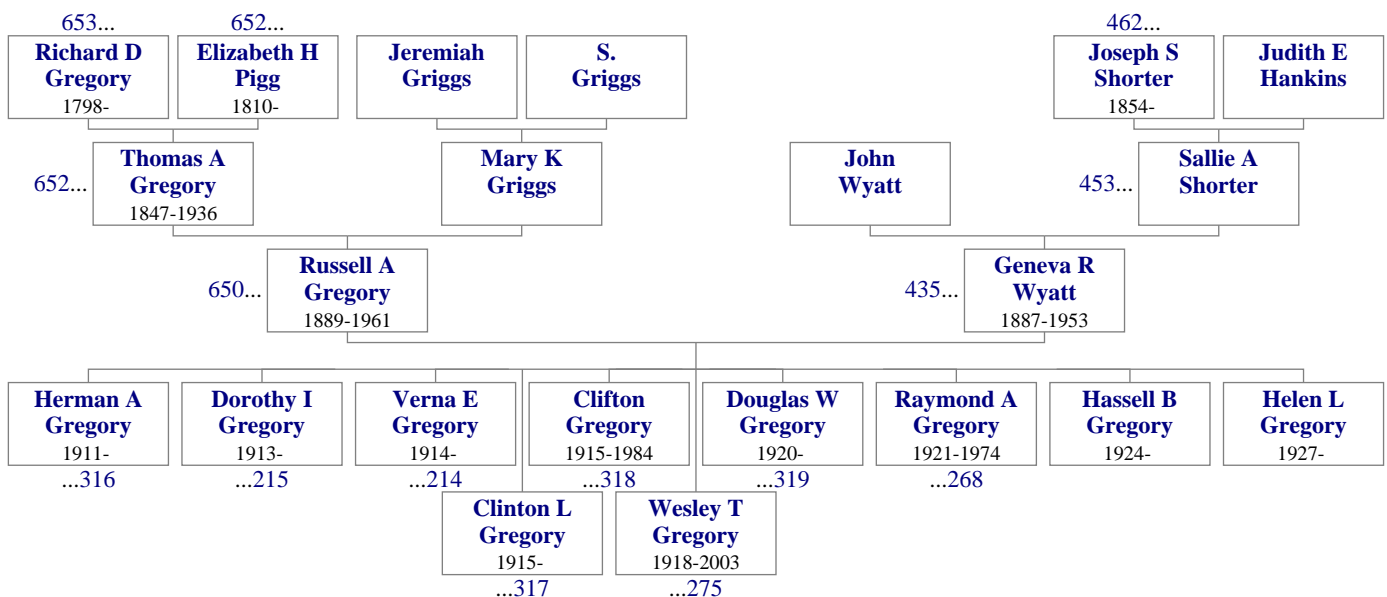 653...
652...
462...
Richard D
Gregory
1798-
Elizabeth H
Pigg
1810-
Jeremiah
Griggs
S.
Griggs
Joseph S
Shorter
1854-
Judith E
Hankins
652...
Thomas A
Gregory
1847-1936
Mary K
Griggs
John
Wyatt
453...
Sallie A
Shorter
650...
Russell A
Gregory
1889-1961
435...
Geneva R
Wyatt
1887-1953
Herman A
Gregory
1911-
...316
Dorothy I
Gregory
1913-
...215
Verna E
Gregory
1914-
...214
Clifton
Gregory
1915-1984
...318
Douglas W
Gregory
1920-
...319
Raymond A
Gregory
1921-1974
...268
Hassell B
Gregory
1924-
Helen L
Gregory
1927-
Clinton L
Gregory
1915-
...317
Wesley T
Gregory
1918-2003
...275